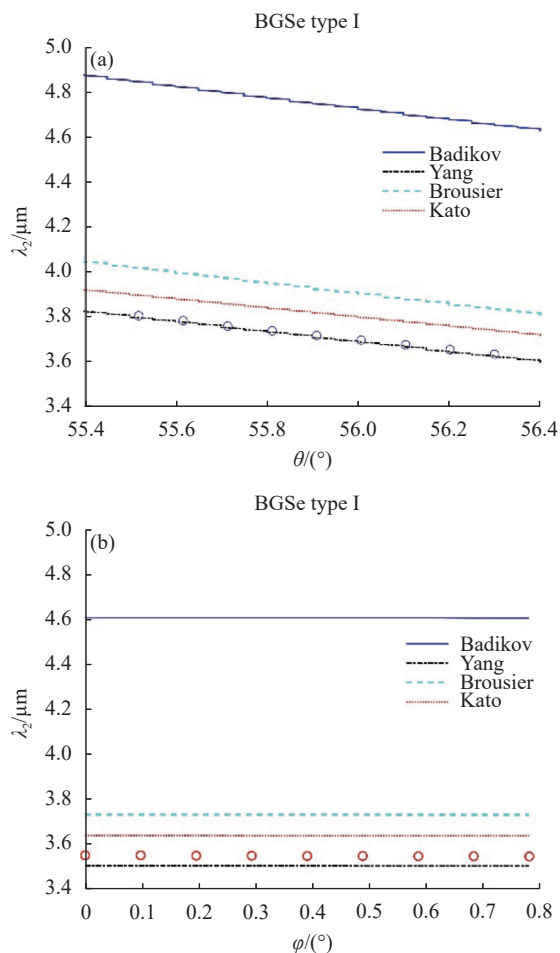 BGSe type I
(a)
5.0
4.8
4.6
4.4
4.2
4.0
3.8
3.6
3.4
λ₂/μm
Badikov
Yang
Brousier
Kato
55.4 55.6 55.8 56.0 56.2 56.4
θ/(°)
BGSe type I
(b)
5.0
4.8
4.6
4.4
4.2
4.0
3.8
3.6
3.4
λ₂/μm
Badikov
Yang
Brousier
Kato
0 0.1 0.2 0.3 0.4 0.5 0.6 0.7 0.8
φ/(°)